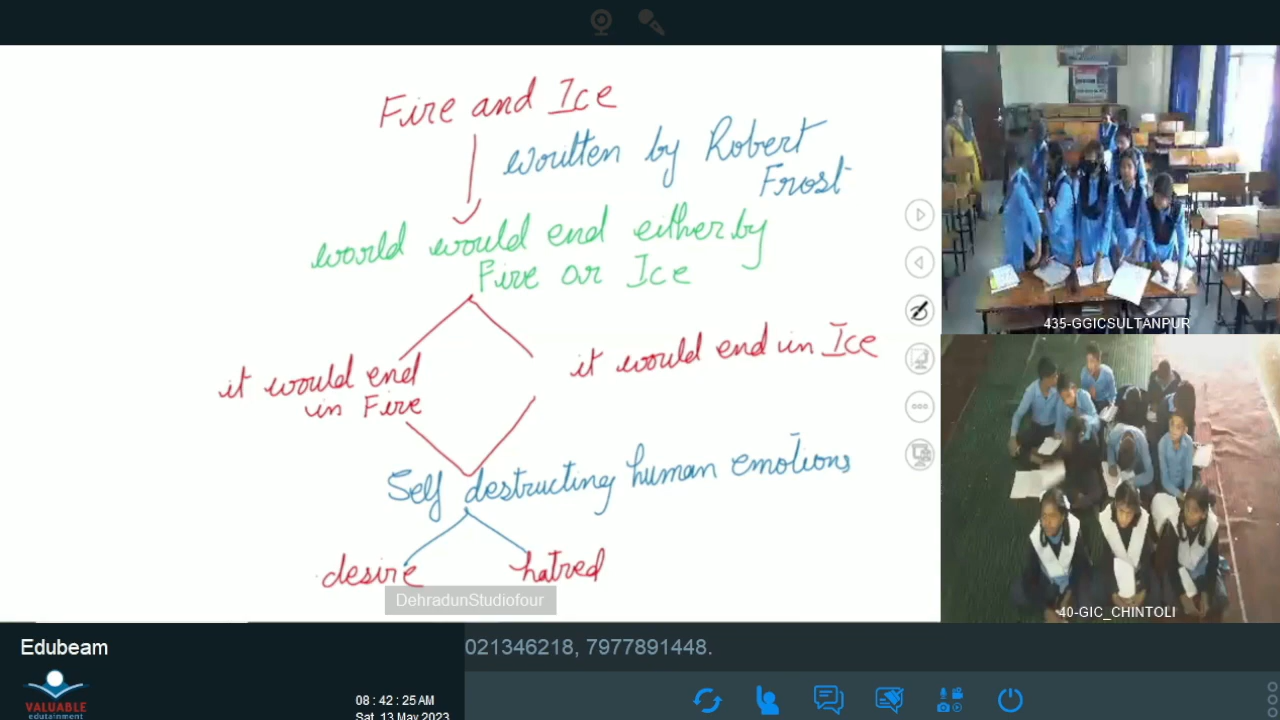 Fire and Ice
written by Robert
Frost
world would end either by
Fire or Ice
it would end
in Fire
it would end in Ice
Self destructing human emotions
desire
hatred
DehradunStudiofour
435-GGICSULTANPUR
40-GIC_CHINTOLI
Edubeam
021346218, 7977891448.
VALUABLE
edutainment
08 : 42 : 25 AM
Sat, 13 May 2023